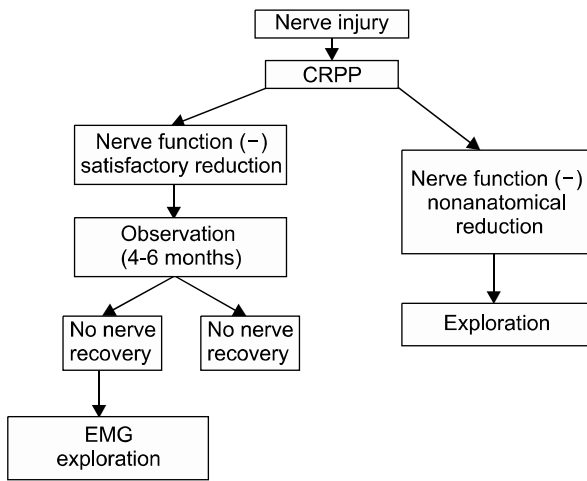 Nerve injury
CRPP
Nerve function (−)
satisfactory reduction
Nerve function (−)
nonanatomical
reduction
Observation
(4-6 months)
Exploration
No nerve
recovery
No nerve
recovery
EMG
exploration